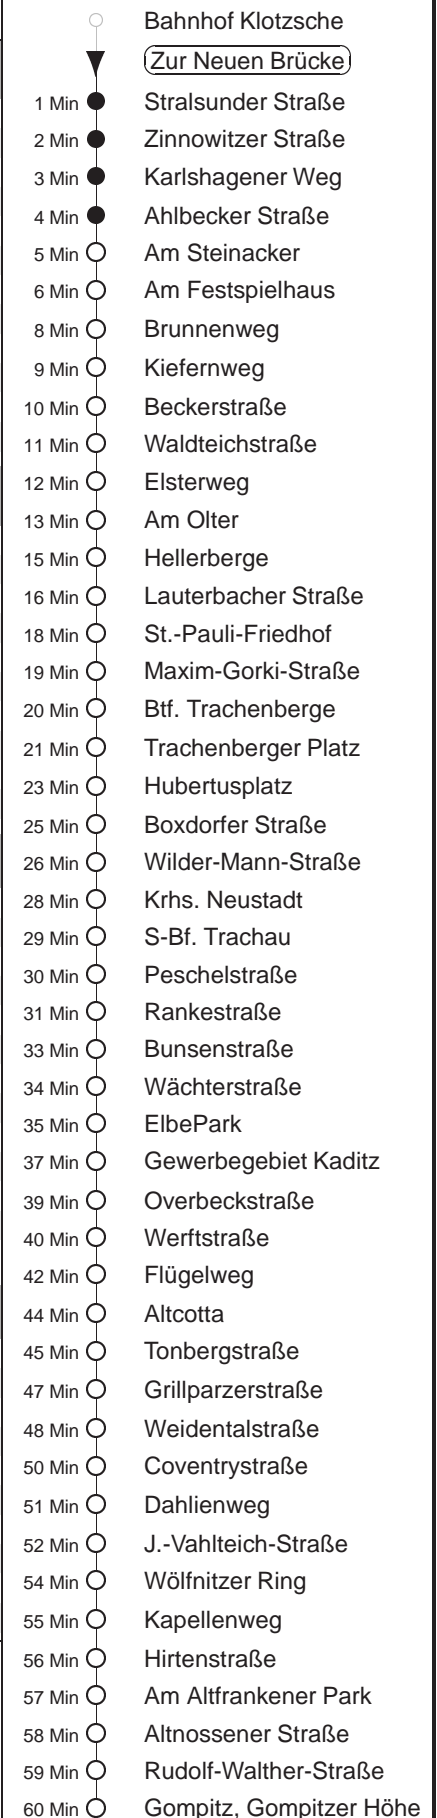 Bahnhof Klotzsche
Zur Neuen Brücke
1 Min Stralsunder Straße
2 Min Zinnowitzer Straße
3 Min Karlshagener Weg
4 Min Ahlbecker Straße
5 Min Am Steinacker
6 Min Am Festspielhaus
8 Min Brunnenweg
9 Min Kiefernweg
10 Min Beckerstraße
11 Min Waldteichstraße
12 Min Elsterweg
13 Min Am Olter
15 Min Hellerberge
16 Min Lauterbacher Straße
18 Min St.-Pauli-Friedhof
19 Min Maxim-Gorki-Straße
20 Min Btf. Trachenberge
21 Min Trachenberger Platz
23 Min Hubertusplatz
25 Min Boxdorfer Straße
26 Min Wilder-Mann-Straße
28 Min Krhs. Neustadt
29 Min S-Bf. Trachau
30 Min Peschelstraße
31 Min Rankestraße
33 Min Bunsenstraße
34 Min Wächterstraße
35 Min ElbePark
37 Min Gewerbegebiet Kaditz
39 Min Overbeckstraße
40 Min Werftstraße
42 Min Flügelweg
44 Min Altcotta
45 Min Tonbergstraße
47 Min Grillparzerstraße
48 Min Weidentalstraße
50 Min Coventrystraße
51 Min Dahlienweg
52 Min J.-Vahlteich-Straße
54 Min Wölfnitzer Ring
55 Min Kapellenweg
56 Min Hirtenstraße
57 Min Am Altfrankener Park
58 Min Altnossener Straße
59 Min Rudolf-Walther-Straße
60 Min Gompitz, Gompitzer Höhe